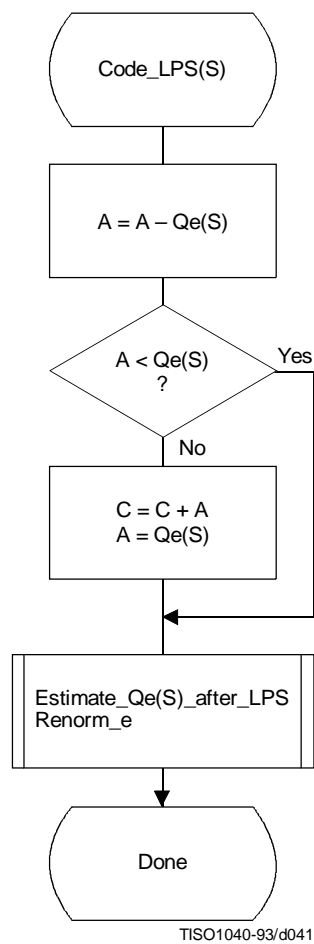 Code_LPS(S)
A = A – Qe(S)
A < Qe(S)
?
Yes
No
C = C + A
A = Qe(S)
Estimate_Qe(S)_after_LPS
Renorm_e
Done
TISO1040-93/d041